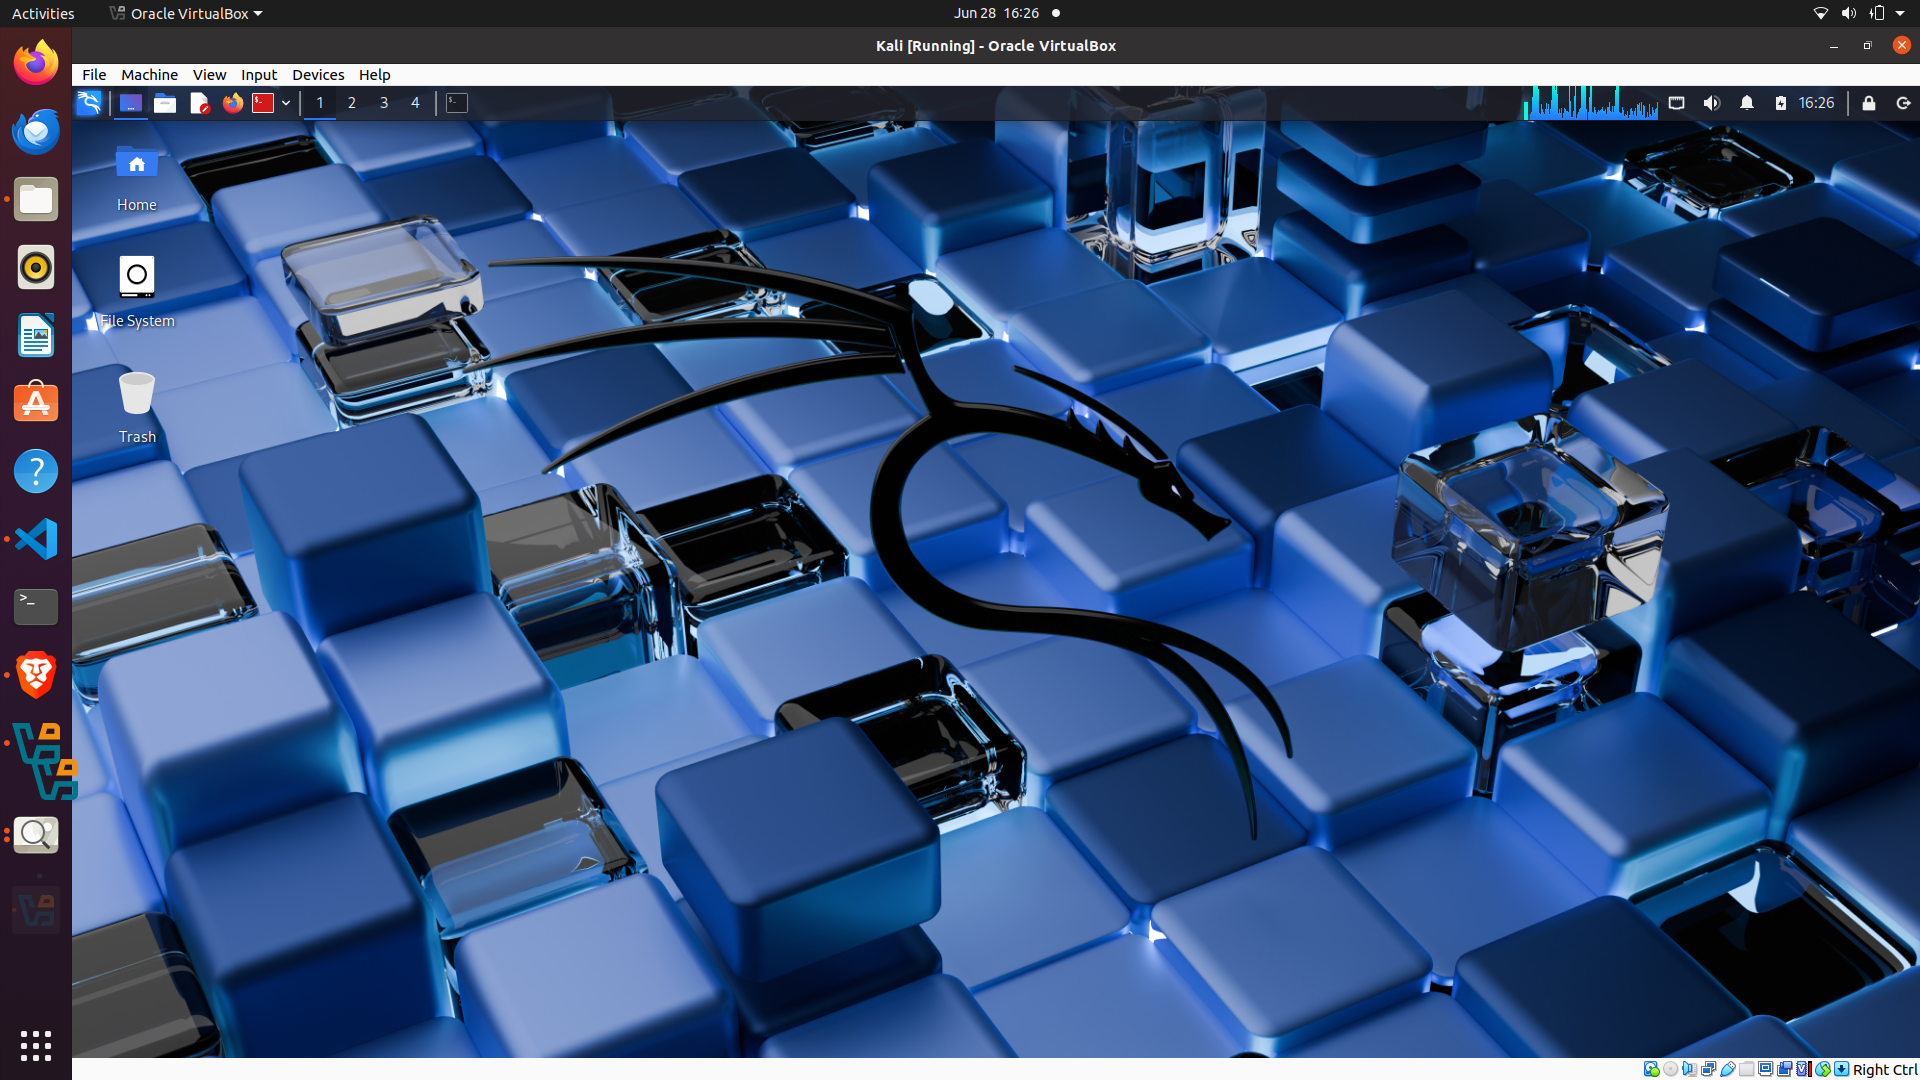 Activities
Oracle VirtualBox
Jun 28 16:26
Kali [Running] - Oracle VirtualBox
File Machine View Input Devices Help
1 2 3 4
16:26
Home
File System
Trash
Right Ctrl